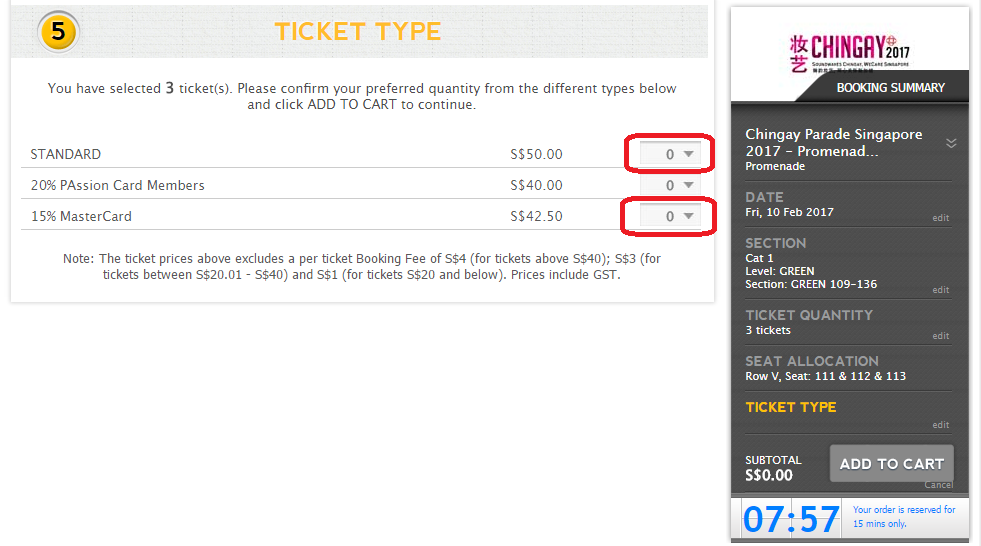 5
TICKET TYPE
You have selected 3 ticket(s). Please confirm your preferred quantity from the different types below
and click ADD TO CART to continue.
STANDARD S$50.00 0
20% PAssion Card Members S$40.00 0
15% MasterCard S$42.50 0
Note: The ticket prices above excludes a per ticket Booking Fee of S$4 (for tickets above S$40); S$3 (for
tickets between S$20.01 - S$40) and S$1 (for tickets S$20 and below). Prices include GST.
妆艺 CHINGAY 2017
SOUNDWAVES CHINGAY, WECARE SINGAPORE
BOOKING SUMMARY
Chingay Parade Singapore
2017 - Promenad...
Promenade
DATE
Fri, 10 Feb 2017
edit
SECTION
Cat 1
Level: GREEN
Section: GREEN 109-136
edit
TICKET QUANTITY
3 tickets
edit
SEAT ALLOCATION
Row V, Seat: 111 & 112 & 113
TICKET TYPE
edit
SUBTOTAL
S$0.00
ADD TO CART
Cancel
07:57
Your order is reserved for
15 mins only.